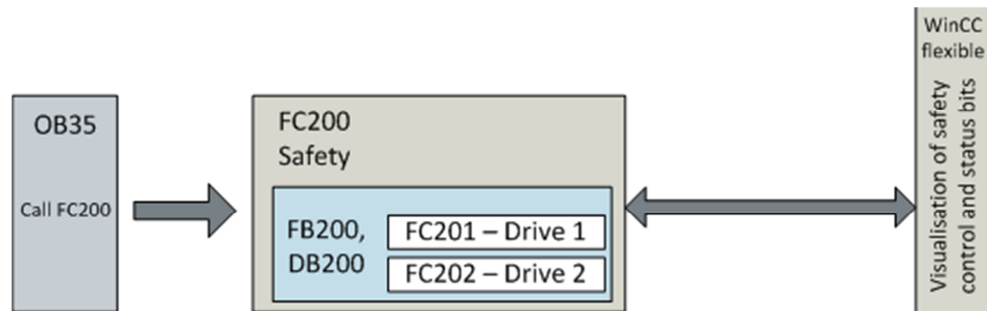 OB35
Call FC200
FC200
Safety
FB200,
DB200
FC201 – Drive 1
FC202 – Drive 2
WinCC
flexible
Visualisation of safety
control and status bits